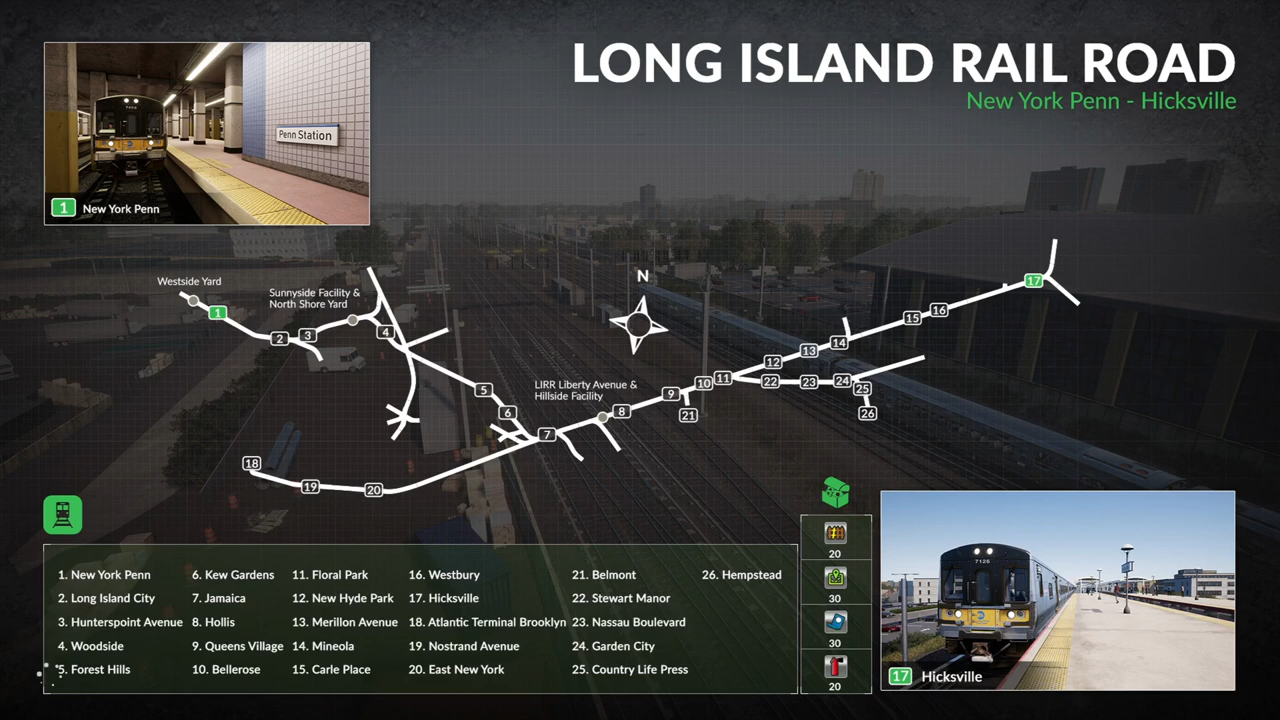 LONG ISLAND RAIL ROAD
New York Penn - Hicksville
7008
Penn Station
1 New York Penn
Westside Yard
1
Sunnyside Facility &
North Shore Yard
2
3
4
N
5
6
LIRR Liberty Avenue &
Hillside Facility
7
8
9
10
11
12
13
14
15
16
17
18
19
20
21
22
23
24
25
26
1. New York Penn
2. Long Island City
3. Hunterspoint Avenue
4. Woodside
5. Forest Hills
6. Kew Gardens
7. Jamaica
8. Hollis
9. Queens Village
10. Bellerose
11. Floral Park
12. New Hyde Park
13. Merillon Avenue
14. Mineola
15. Carle Place
16. Westbury
17. Hicksville
18. Atlantic Terminal Brooklyn
19. Nostrand Avenue
20. East New York
21. Belmont
22. Stewart Manor
23. Nassau Boulevard
24. Garden City
25. Country Life Press
26. Hempstead
20
30
30
20
7125
17 Hicksville